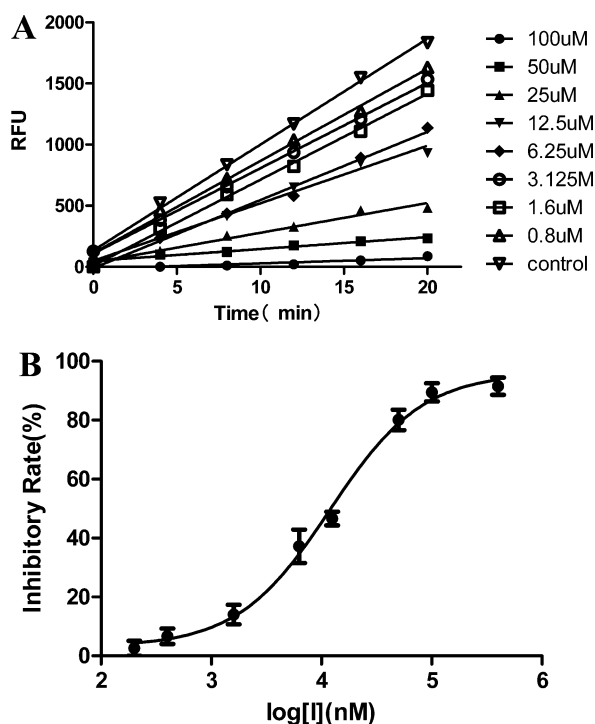 A
2000
1500
1000
500
0
RFU
0 5 10 15 20
Time( min)
100uM
50uM
25uM
12.5uM
6.25uM
3.125M
1.6uM
0.8uM
control
B
100
80
60
40
20
0
Inhibitory Rate(%)
2 3 4 5 6
log[I](nM)